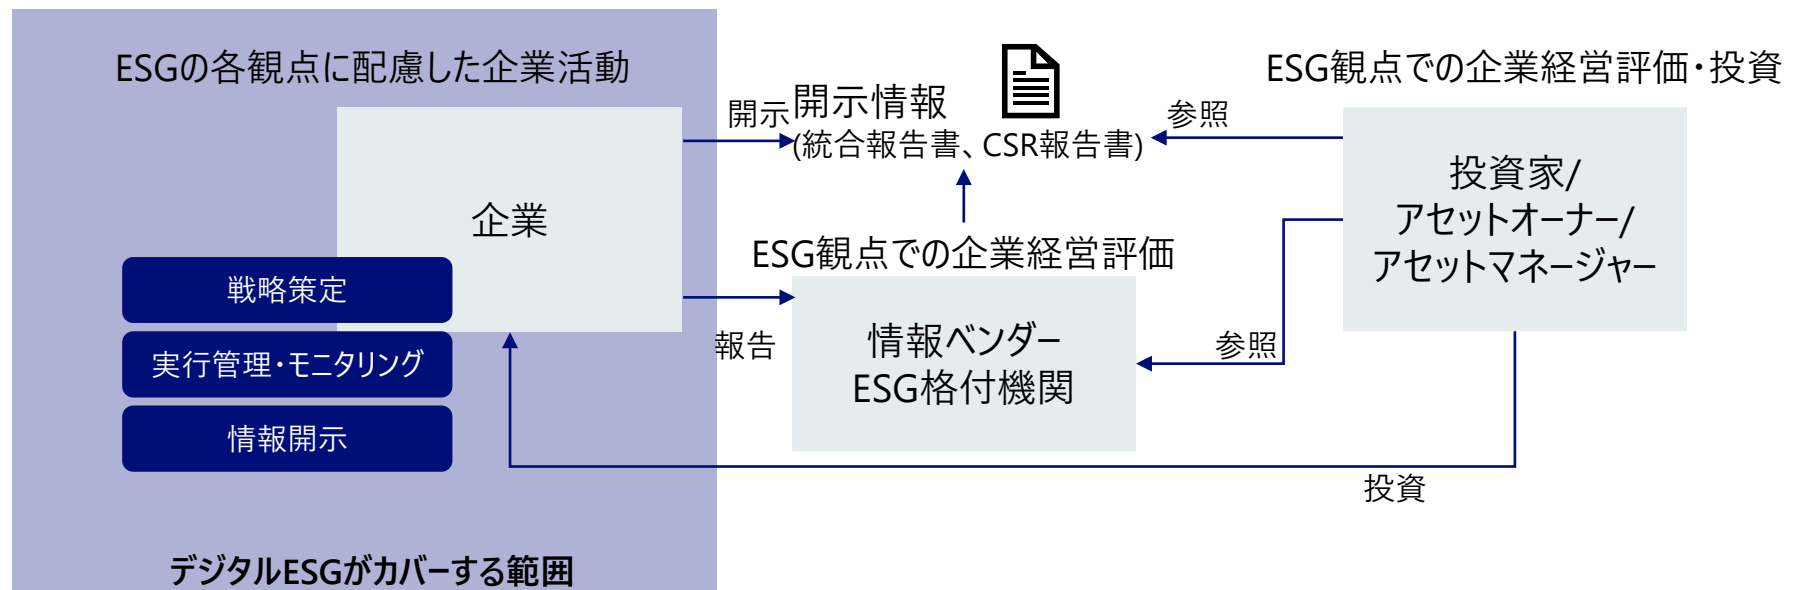 ESGの各観点に配慮した企業活動
企業
戦略策定
実行管理・モニタリング
情報開示
デジタルESGがカバーする範囲
開示
開示情報
(統合報告書、CSR報告書)
参照
ESG観点での企業経営評価
報告
情報ベンダー
ESG格付機関
参照
ESG観点での企業経営評価・投資
投資家/
アセットオーナー/
アセットマネージャー
投資